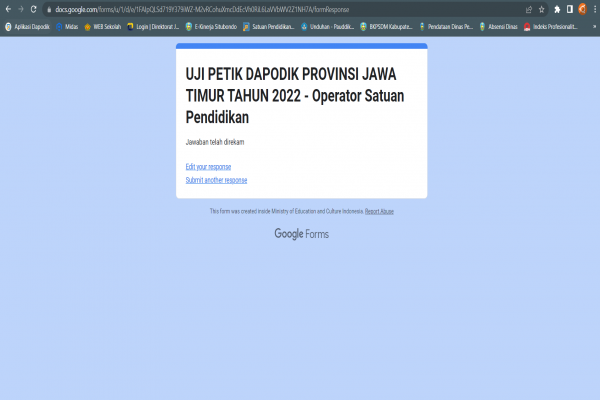 docs.google.com/forms/u/1/d/e/
Aplikasi Dapodik Midas WEB Sekolah Login | Direktorat J... E-Kinerja Situbondo Satuan Pendidikan... Unduhan - Pauddik... BKPSDM Kabupate... Pendataan Dinas Pe... Absensi Dinas Indeks Profesionalit...
UJI PETIK DAPODIK PROVINSI JAWA
TIMUR TAHUN 2022 - Operator Satuan
Pendidikan
Jawaban telah direkam
Edit your response
Submit another response
This form was created inside Ministry of Education and Culture Indonesia. Report Abuse
Google Forms